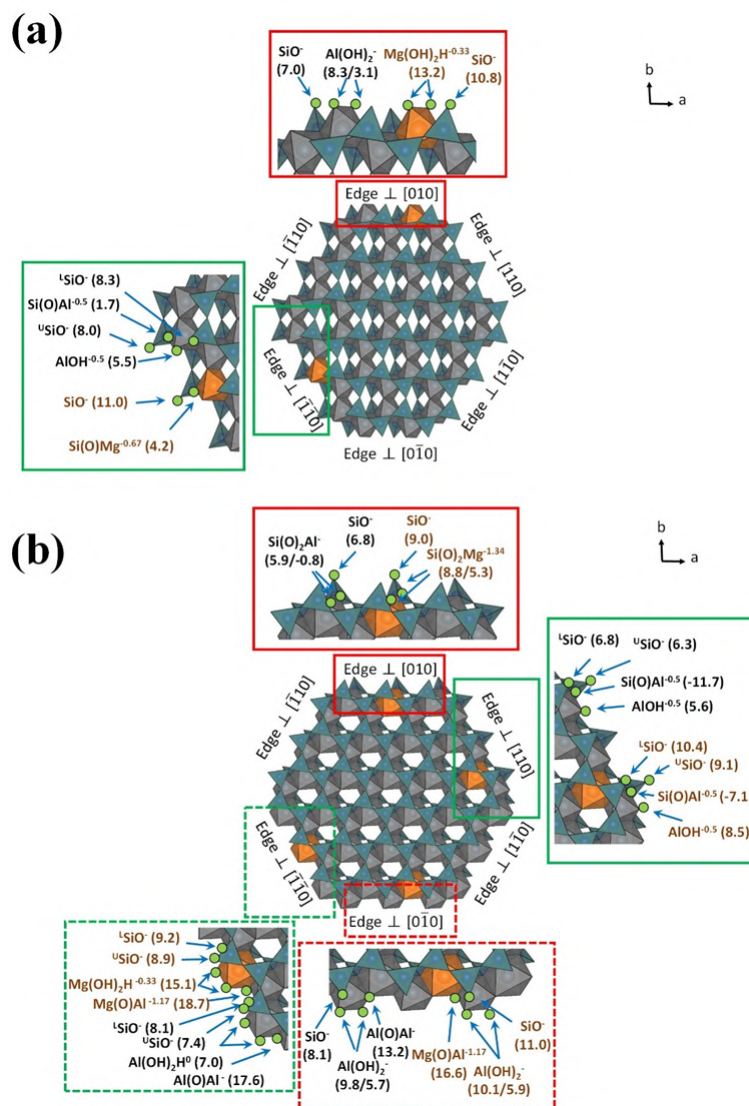 (a)
SiO⁻
(7.0)
Al(OH)₂⁻
(8.3/3.1)
Mg(OH)₂H⁻⁰·³³
(13.2)
SiO⁻
(10.8)
b
a
Edge ⊥ [010]
Edge ⊥ [1̄10]
Edge ⊥ [110]
ᴸSiO⁻ (8.3)
Si(O)Al⁻⁰·⁵ (1.7)
ᵁSiO⁻ (8.0)
AlOH⁻⁰·⁵ (5.5)
SiO⁻ (11.0)
Si(O)Mg⁻⁰·⁶⁷ (4.2)
Edge ⊥ [1̄1̄0]
Edge ⊥ [11̄0]
Edge ⊥ [01̄0]
(b)
Si(O)₂Al⁻
(5.9/-0.8)
SiO⁻
(6.8)
SiO⁻
(9.0)
Si(O)₂Mg⁻¹·³⁴
(8.8/5.3)
b
a
Edge ⊥ [010]
Edge ⊥ [1̄10]
Edge ⊥ [110]
ᴸSiO⁻ (6.8)
ᵁSiO⁻ (6.3)
Si(O)Al⁻⁰·⁵ (-11.7)
AlOH⁻⁰·⁵ (5.6)
ᴸSiO⁻ (10.4)
ᵁSiO⁻ (9.1)
Si(O)Al⁻⁰·⁵ (-7.1
AlOH⁻⁰·⁵ (8.5)
Edge ⊥ [1̄1̄0]
Edge ⊥ [11̄0]
Edge ⊥ [01̄0]
ᴸSiO⁻ (9.2)
ᵁSiO⁻ (8.9)
Mg(OH)₂H⁻⁰·³³ (15.1)
Mg(O)Al⁻¹·¹⁷ (18.7)
ᴸSiO⁻ (8.1)
ᵁSiO⁻ (7.4)
Al(OH)₂H⁰ (7.0)
Al(O)Al⁻ (17.6)
SiO⁻
(8.1)
Al(OH)₂⁻
(9.8/5.7)
Al(O)Al⁻
(13.2)
Mg(O)Al⁻¹·¹⁷
(16.6)
Al(OH)₂⁻
(10.1/5.9)
SiO⁻
(11.0)